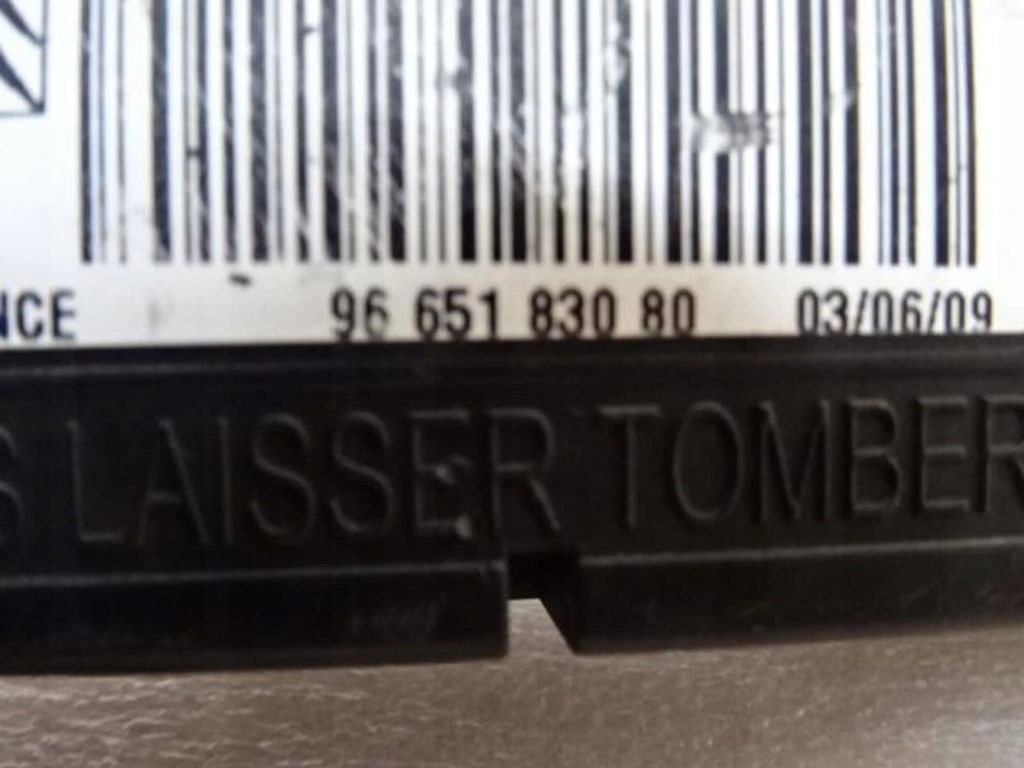 NCE 96 651 830 80 03/06/09
S LAISSER TOMBER